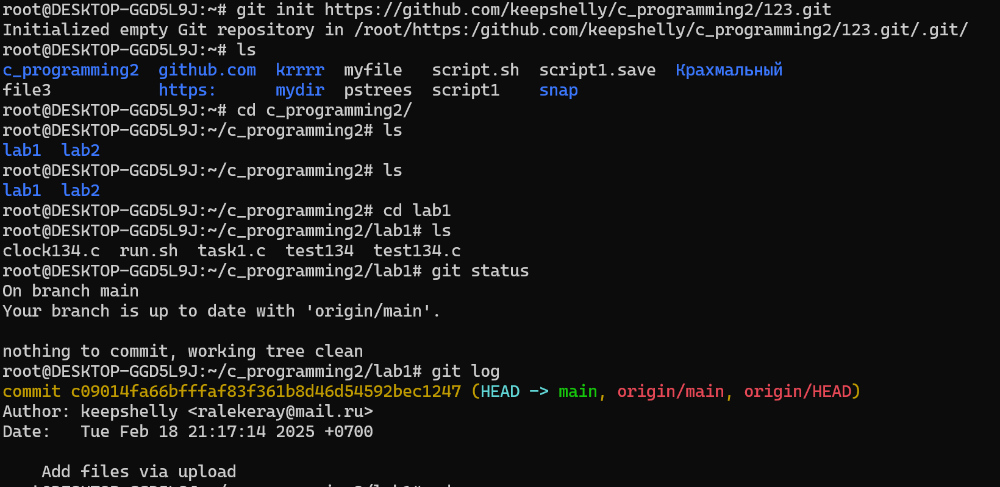 root@DESKTOP-GGD5L9J:~# git init https://github.com/keepshelly/c_programming2/123.git
Initialized empty Git repository in /root/https:/github.com/keepshelly/c_programming2/123.git/.git/
root@DESKTOP-GGD5L9J:~# ls
c_programming2  github.com  krrrr  myfile   script.sh  script1.save  Крахмальный
file3           https:      mydir  pstrees  script1    snap
root@DESKTOP-GGD5L9J:~# cd c_programming2/
root@DESKTOP-GGD5L9J:~/c_programming2# ls
lab1  lab2
root@DESKTOP-GGD5L9J:~/c_programming2# ls
lab1  lab2
root@DESKTOP-GGD5L9J:~/c_programming2# cd lab1
root@DESKTOP-GGD5L9J:~/c_programming2/lab1# ls
clock134.c  run.sh  task1.c  test134  test134.c
root@DESKTOP-GGD5L9J:~/c_programming2/lab1# git status
On branch main
Your branch is up to date with 'origin/main'.

nothing to commit, working tree clean
root@DESKTOP-GGD5L9J:~/c_programming2/lab1# git log
commit c09014fa66bfffaf83f361b8d46d54592bec1247 (HEAD -> main, origin/main, origin/HEAD)
Author: keepshelly <ralekeray@mail.ru>
Date:   Tue Feb 18 21:17:14 2025 +0700

    Add files via upload